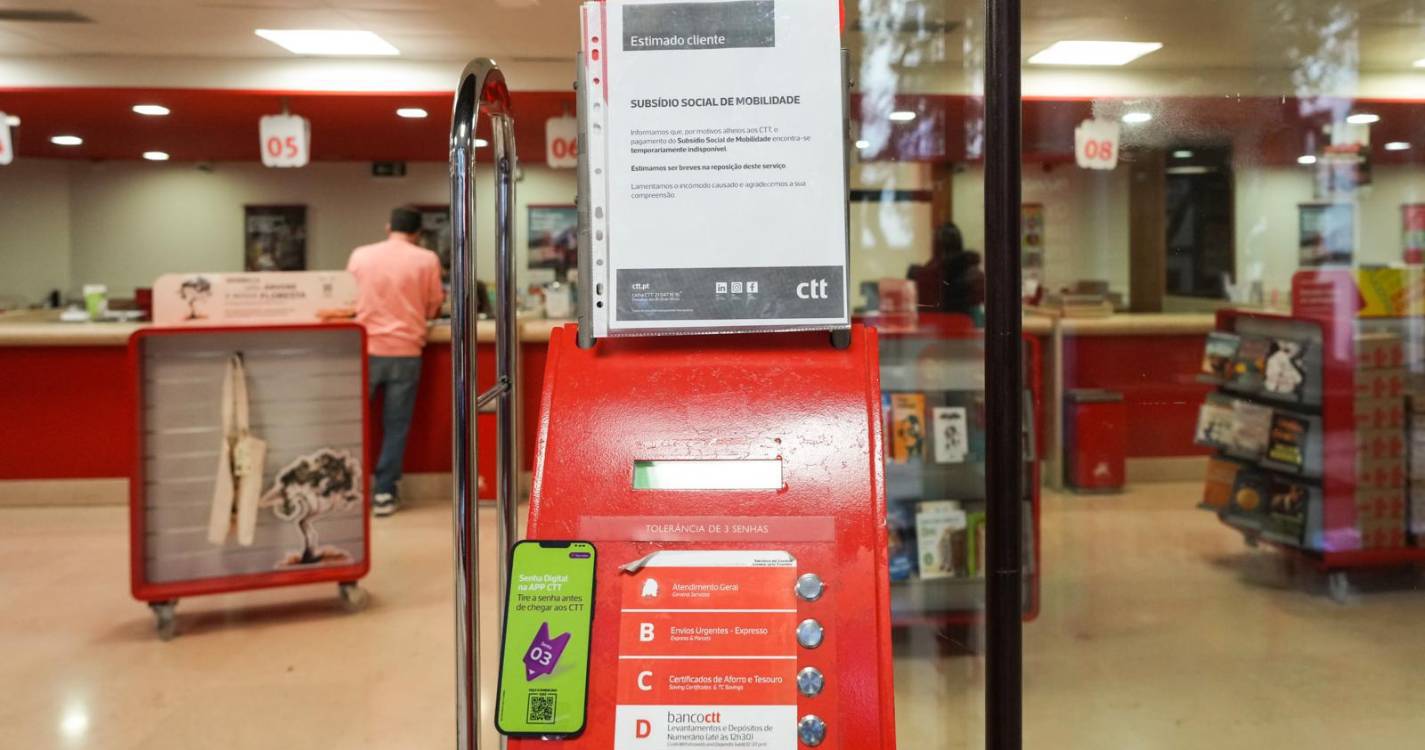 Estimado cliente
SUBSÍDIO SOCIAL DE MOBILIDADE
Informamos que, por motivos alheios aos CTT, o
pagamento do Subsídio Social de Mobilidade encontra-se
temporariamente indisponível.
Estimamos ser breves na reposição deste serviço.
Lamentamos o incómodo causado e agradecemos a sua
compreensão.
ctt.pt
ctt
05
06
08
TOLERÂNCIA DE 3 SENHAS
Senha Digital
na APP CTT
Tire a senha antes
de chegar aos CTT
03
Atendimento Geral
General Services
B
Envios Urgentes - Expresso
Express & Parcels
C
Certificados de Aforro e Tesouro
Saving Certificates & TC Savings
D
bancoctt
Levantamentos e Depósitos de
Numerário (até às 12h30)